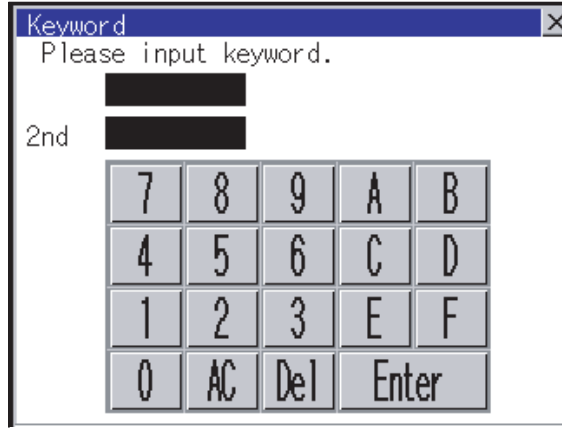 Keyword ×
Please input keyword.
2nd
7 8 9 A B
4 5 6 C D
1 2 3 E F
0 AC Del Enter